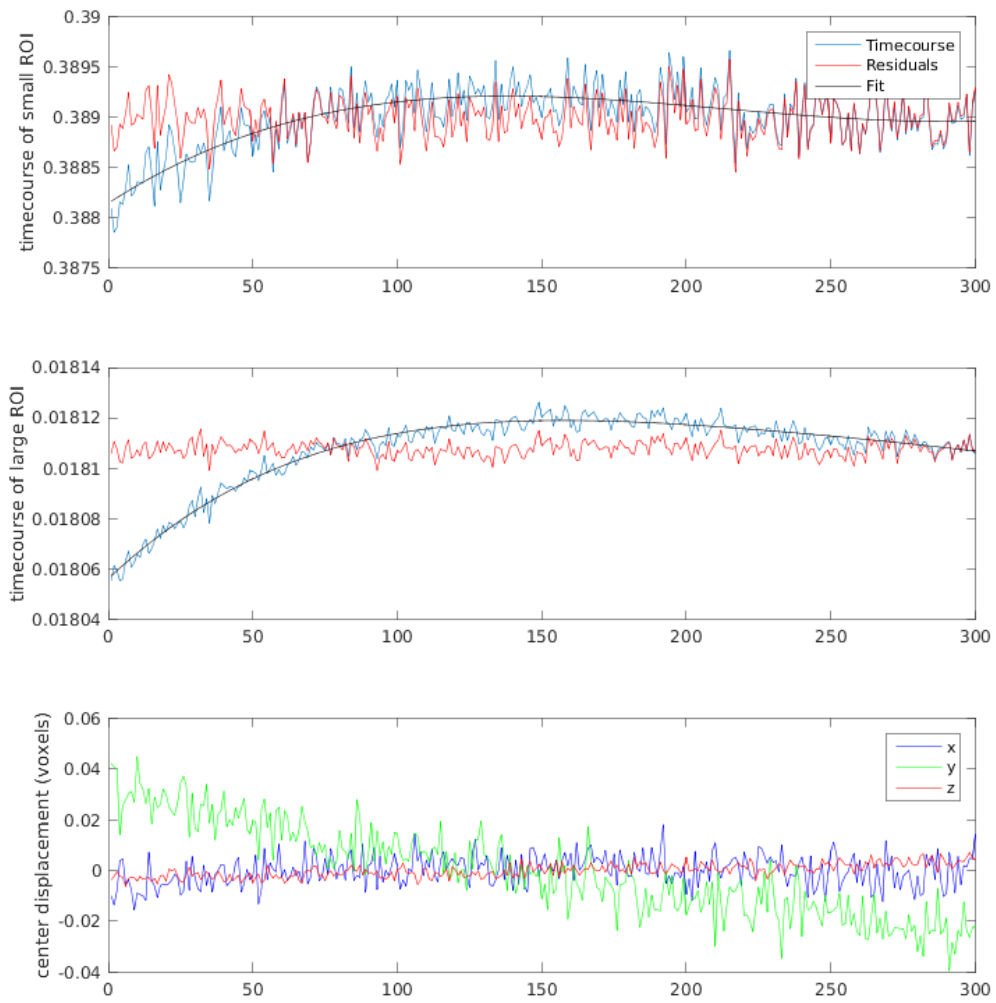 timecourse of small ROI
0.39
0.3895
0.389
0.3885
0.388
0.3875
Timecourse
Residuals
Fit
0 50 100 150 200 250 300
timecourse of large ROI
0.01814
0.01812
0.0181
0.01808
0.01806
0.01804
0 50 100 150 200 250 300
center displacement (voxels)
0.06
0.04
0.02
0
-0.02
-0.04
x
y
z
0 50 100 150 200 250 300